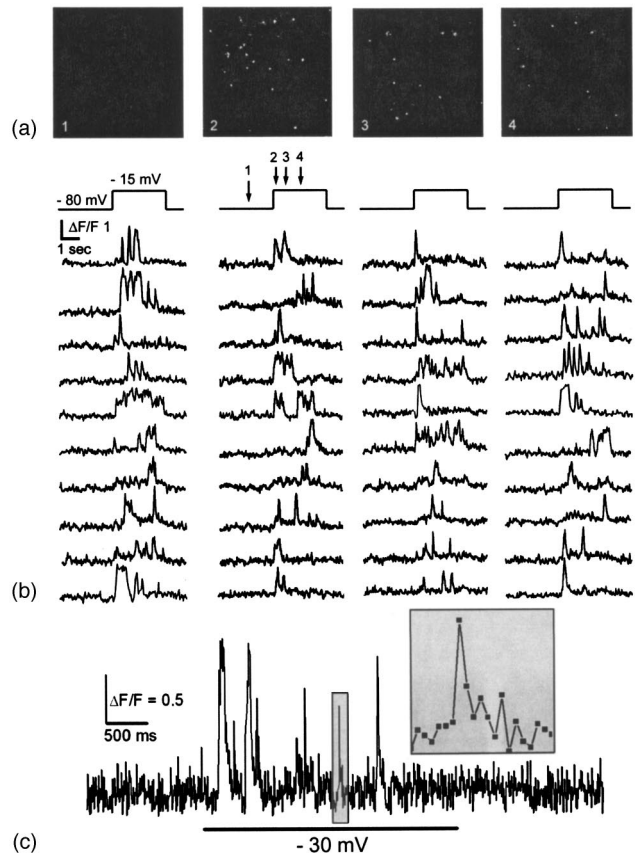 (a)
1
2
3
4
1
2 3 4
- 15 mV
- 80 mV
ΔF/F 1
1 sec
(b)
ΔF/F = 0.5
500 ms
- 30 mV
(c)